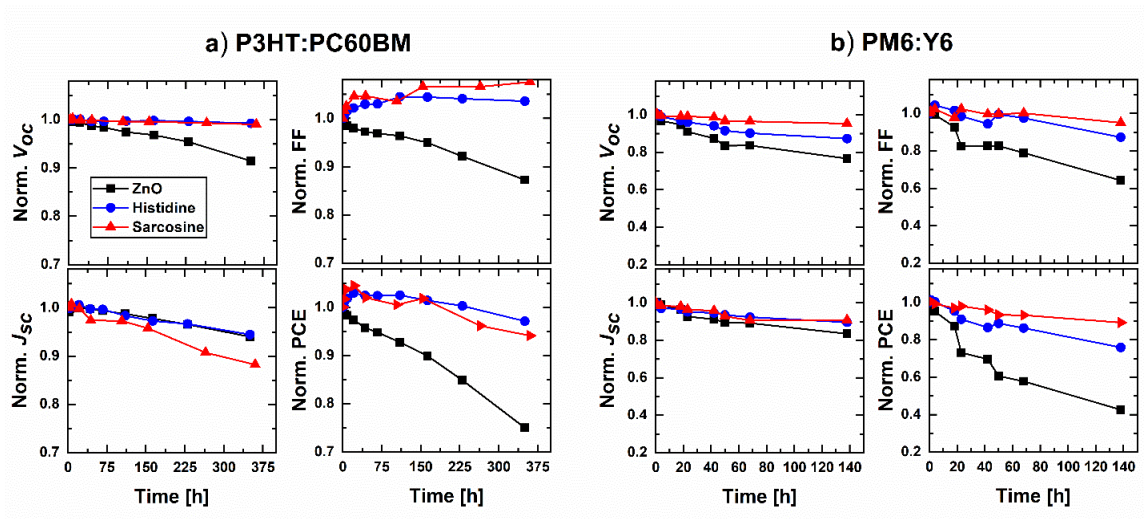 a) P3HT:PC60BM
b) PM6:Y6
Norm. VOC
1.0
0.9
0.8
0.7
ZnO
Histidine
Sarcosine
Norm. FF
1.0
0.9
0.8
0.7
Norm. VOC
1.0
0.8
0.6
0.4
0.2
Norm. FF
1.0
0.8
0.6
0.4
0.2
Norm. JSC
1.0
0.9
0.8
0.7
0 75 150 225 300 375
Time [h]
Norm. PCE
1.0
0.9
0.8
0.7
0 75 150 225 300 375
Time [h]
Norm. JSC
1.0
0.8
0.6
0.4
0.2
0 20 40 60 80 100 120 140
Time [h]
Norm. PCE
1.0
0.8
0.6
0.4
0.2
0 20 40 60 80 100 120 140
Time [h]